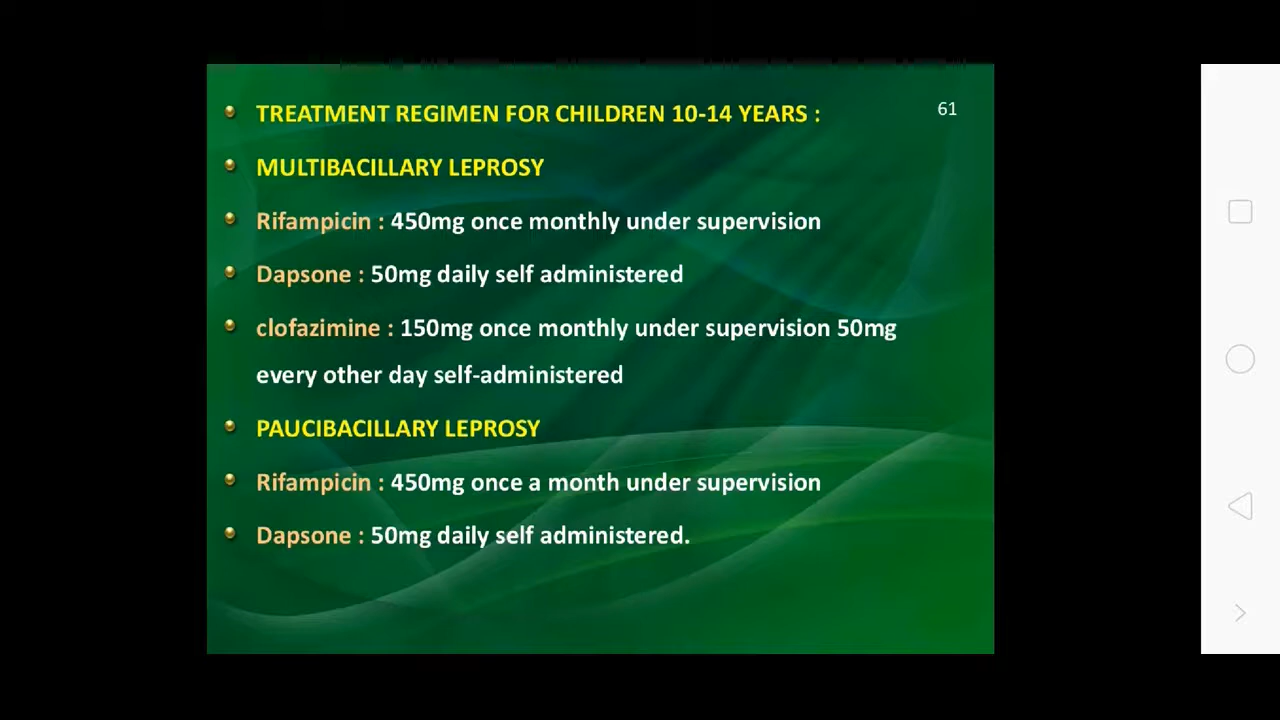 61
TREATMENT REGIMEN FOR CHILDREN 10-14 YEARS :
MULTIBACILLARY LEPROSY
Rifampicin : 450mg once monthly under supervision
Dapsone : 50mg daily self administered
clofazimine : 150mg once monthly under supervision 50mg
every other day self-administered
PAUCIBACILLARY LEPROSY
Rifampicin : 450mg once a month under supervision
Dapsone : 50mg daily self administered.